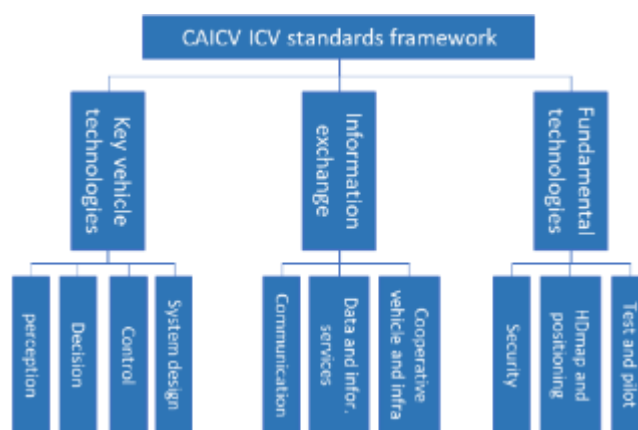 CAICV ICV standards framework
Key vehicle
technologies
Information
exchange
Fundamental
technologies
perception
Decision
Control
System design
Communication
Data and infor.
services
Cooperative
vehicle and infra
Security
HDmap and
positioning
Test and pilot